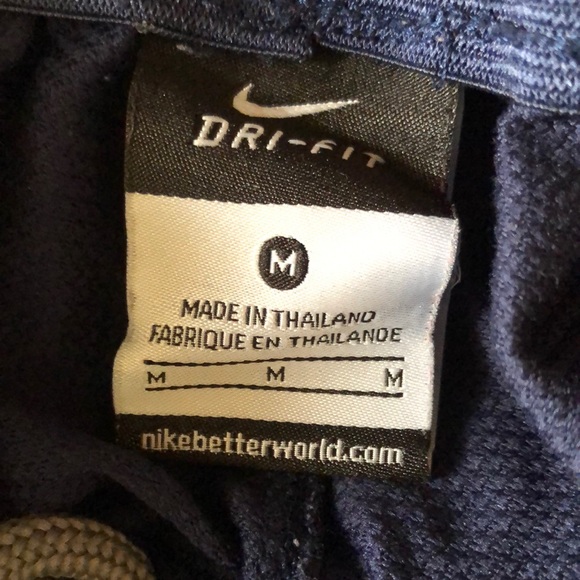 DRI-FIT
M
MADE IN THAILAND
FABRIQUE EN THAILANDE
M M M
nikebetterworld.com